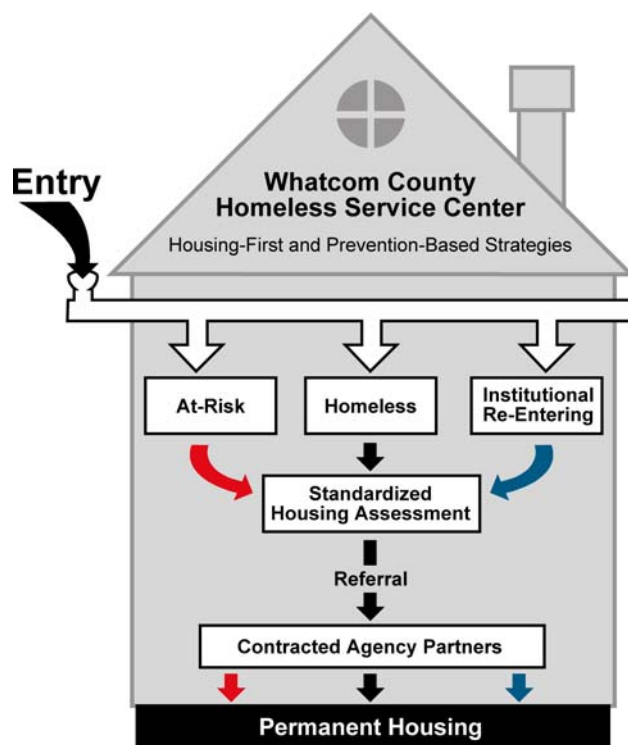 Entry
Whatcom County
Homeless Service Center
Housing-First and Prevention-Based Strategies
At-Risk
Homeless
Institutional
Re-Entering
Standardized
Housing Assessment
Referral
Contracted Agency Partners
Permanent Housing